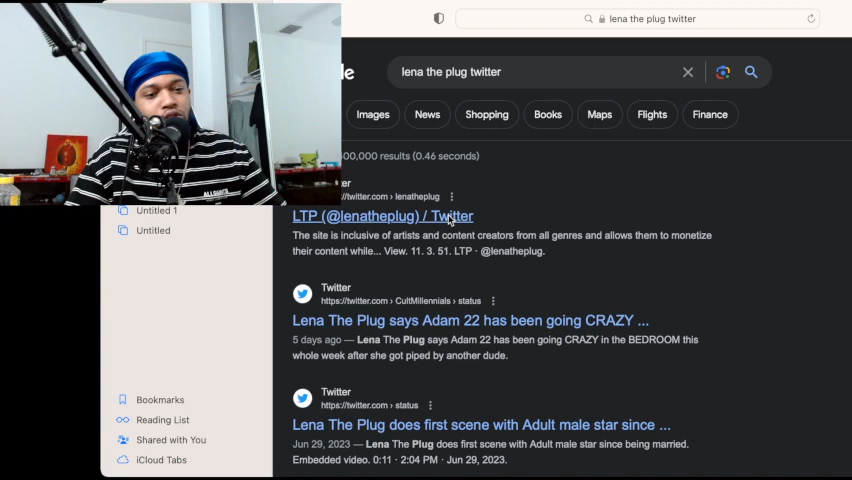 lena the plug twitter
le
lena the plug twitter
Images
News
Shopping
Books
Maps
Flights
Finance
00,000 results (0.46 seconds)
ter
://twitter.com › lenatheplug
LTP (@lenatheplug) / Twitter
The site is inclusive of artists and content creators from all genres and allows them to monetize
their content while... View. 11. 3. 51. LTP · @lenatheplug.
Twitter
https://twitter.com › CultMillennials › status
Lena The Plug says Adam 22 has been going CRAZY ...
5 days ago — Lena The Plug says Adam 22 has been going CRAZY in the BEDROOM this
whole week after she got piped by another dude.
Twitter
https://twitter.com › status
Lena The Plug does first scene with Adult male star since ...
Jun 29, 2023 — Lena The Plug does first scene with Adult male star since being married.
Embedded video. 0:11 · 2:04 PM · Jun 29, 2023.
Untitled 1
Untitled
Bookmarks
Reading List
Shared with You
iCloud Tabs
ALLSAINTS